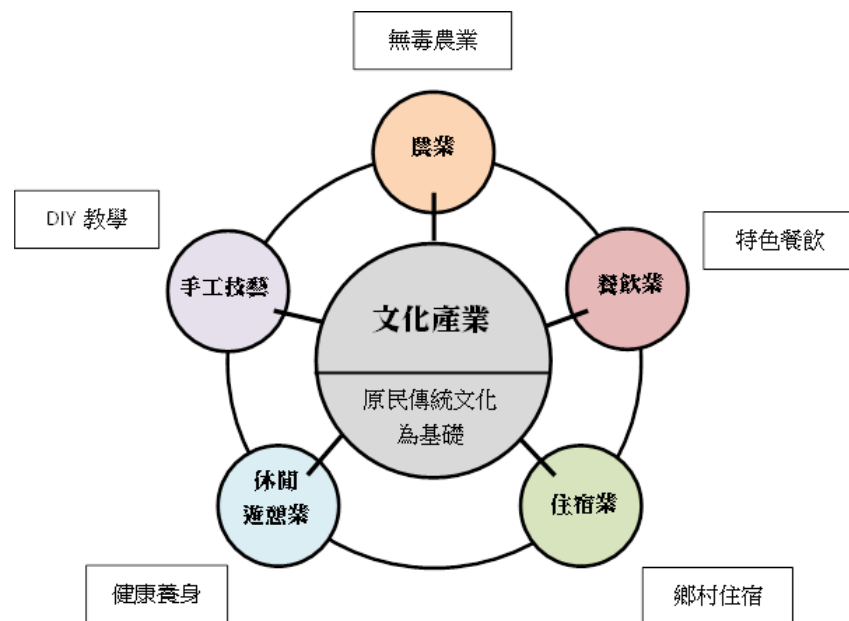 無毒農業
農業
DIY 教學
特色餐飲
手工技藝
餐飲業
文化產業
原民傳統文化
為基礎
休閒
遊憩業
住宿業
健康養身
鄉村住宿